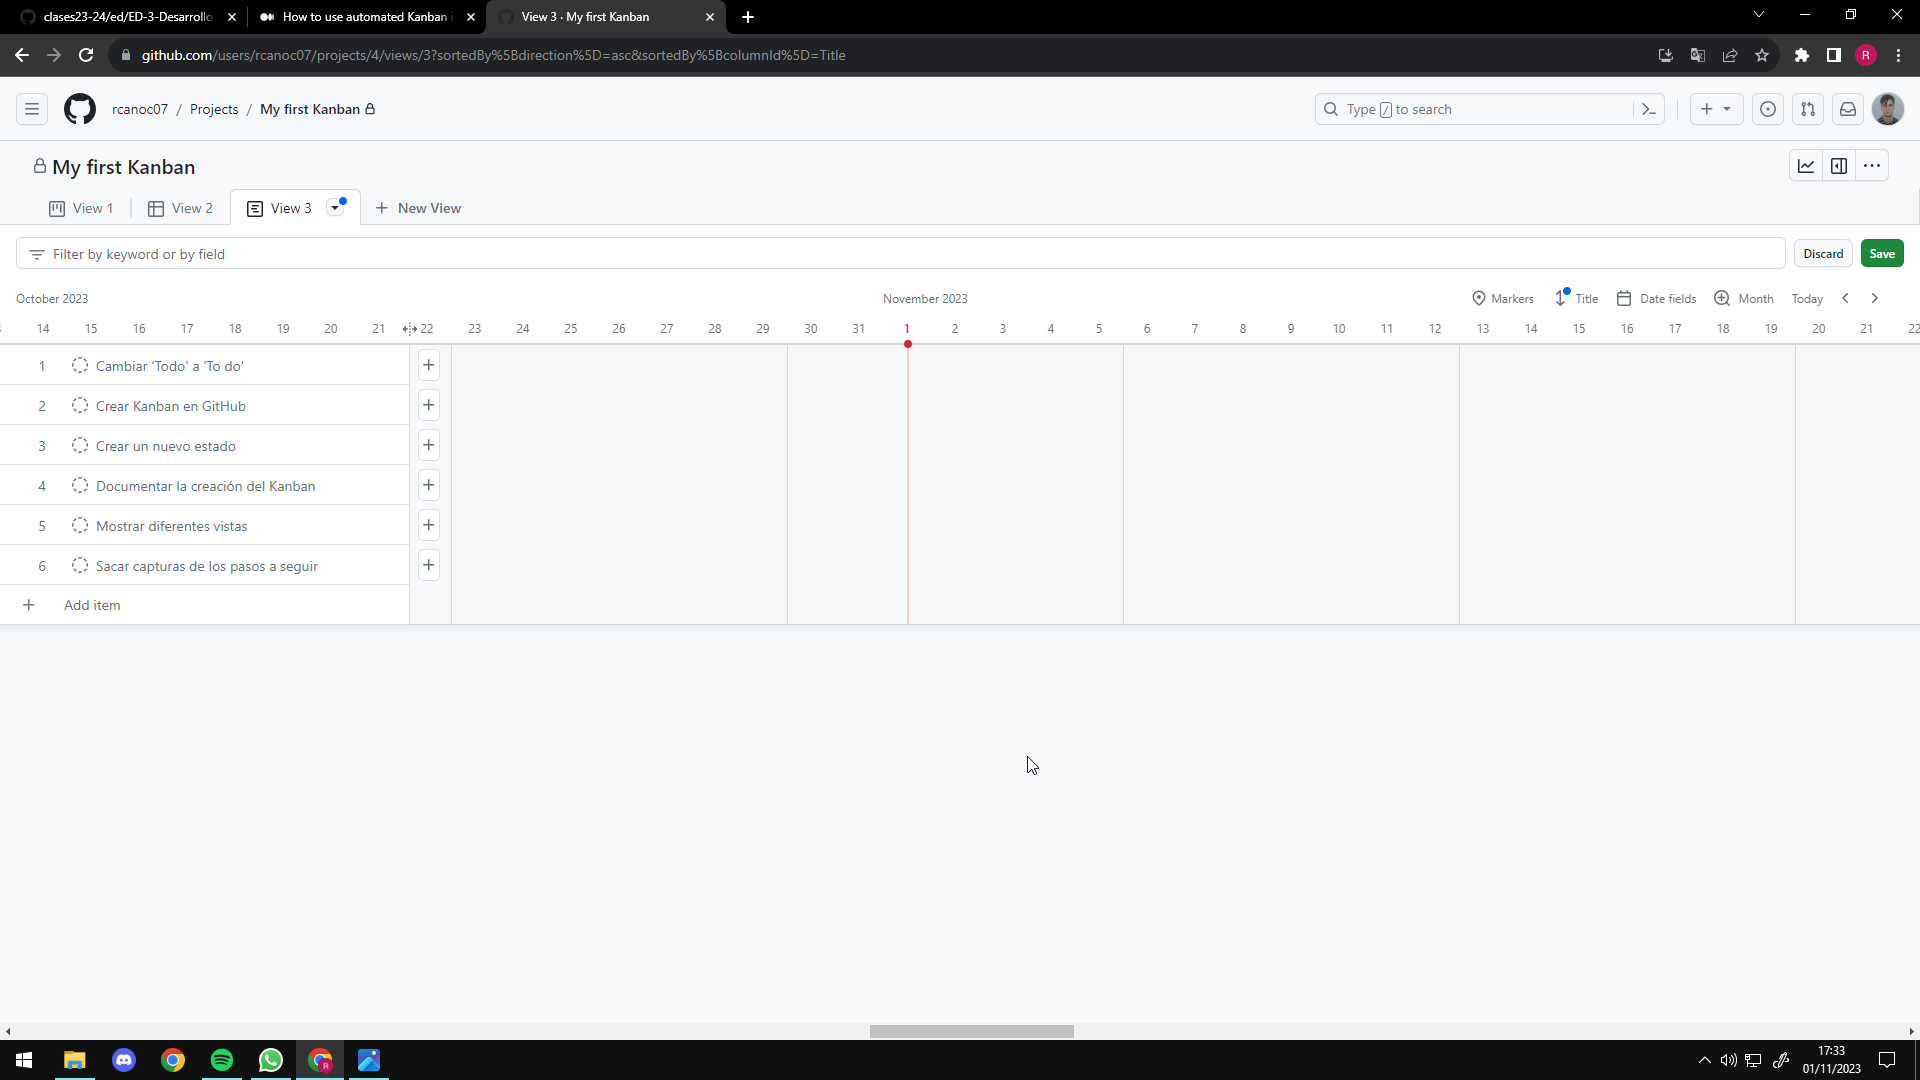 clases23-24/ed/ED-3-Desarrollo
How to use automated Kanban i
View 3 · My first Kanban
github.com/users/rcanoc07/projects/4/views/3?sortedBy%5Bdirection%5D=asc&sortedBy%5BcolumnId%5D=Title
R
rcanoc07 / Projects / My first Kanban
Type / to search
My first Kanban
View 1
View 2
View 3
New View
Filter by keyword or by field
Discard
Save
October 2023
November 2023
Markers
Title
Date fields
Month
Today
14 15 16 17 18 19 20 21 22 23 24 25 26 27 28 29 30 31 1 2 3 4 5 6 7 8 9 10 11 12 13 14 15 16 17 18 19 20 21 22
1 Cambiar 'Todo' a 'To do'
2 Crear Kanban en GitHub
3 Crear un nuevo estado
4 Documentar la creación del Kanban
5 Mostrar diferentes vistas
6 Sacar capturas de los pasos a seguir
+ Add item
R
17:33
01/11/2023